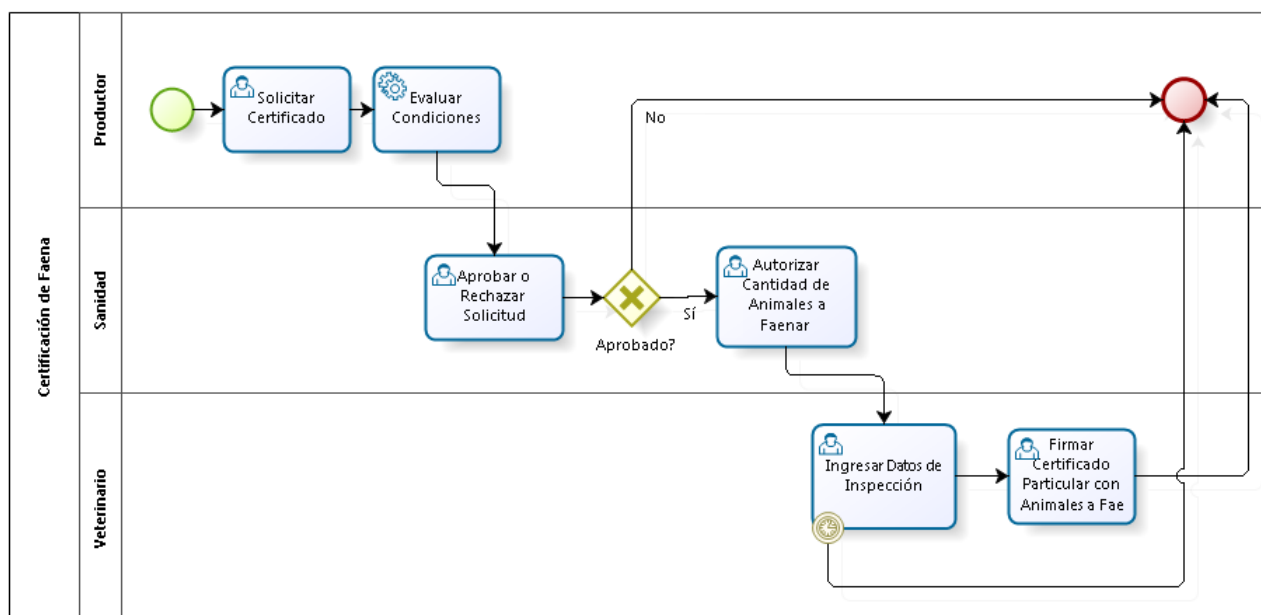 Certificación de Faena
Productor
Solicitar
Certificado
Evaluar
Condiciones
No
Sanidad
Aprobar o
Rechazar
Solicitud
Aprobado?
Sí
Autorizar
Cantidad de
Animales a
Faenar
Veterinario
Ingresar Datos de
Inspección
Firmar
Certificado
Particular con
Animales a Fae